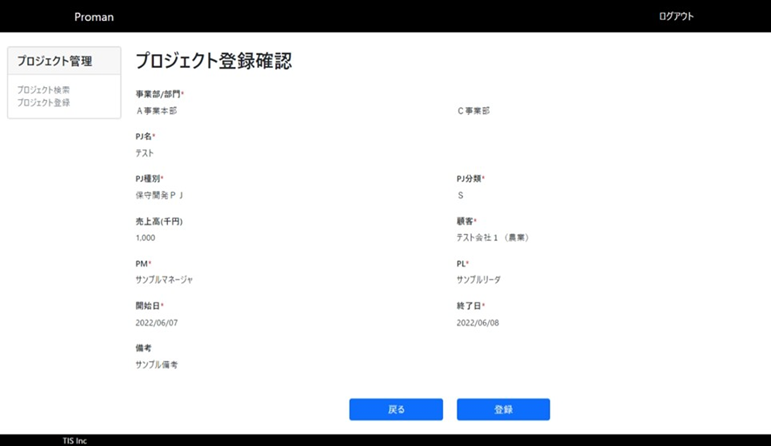 Proman ログアウト
プロジェクト管理
プロジェクト検索
プロジェクト登録
プロジェクト登録確認
事業部/部門*
A事業本部 C事業部
PJ名*
テスト
PJ種別* PJ分類*
保守開発PJ S
売上高(千円) 顧客*
1,000 テスト会社1 (農業)
PM* PL*
サンプルマネージャ サンプルリーダ
開始日* 終了日*
2022/06/07 2022/06/08
備考
サンプル備考
戻る 登録
TIS Inc